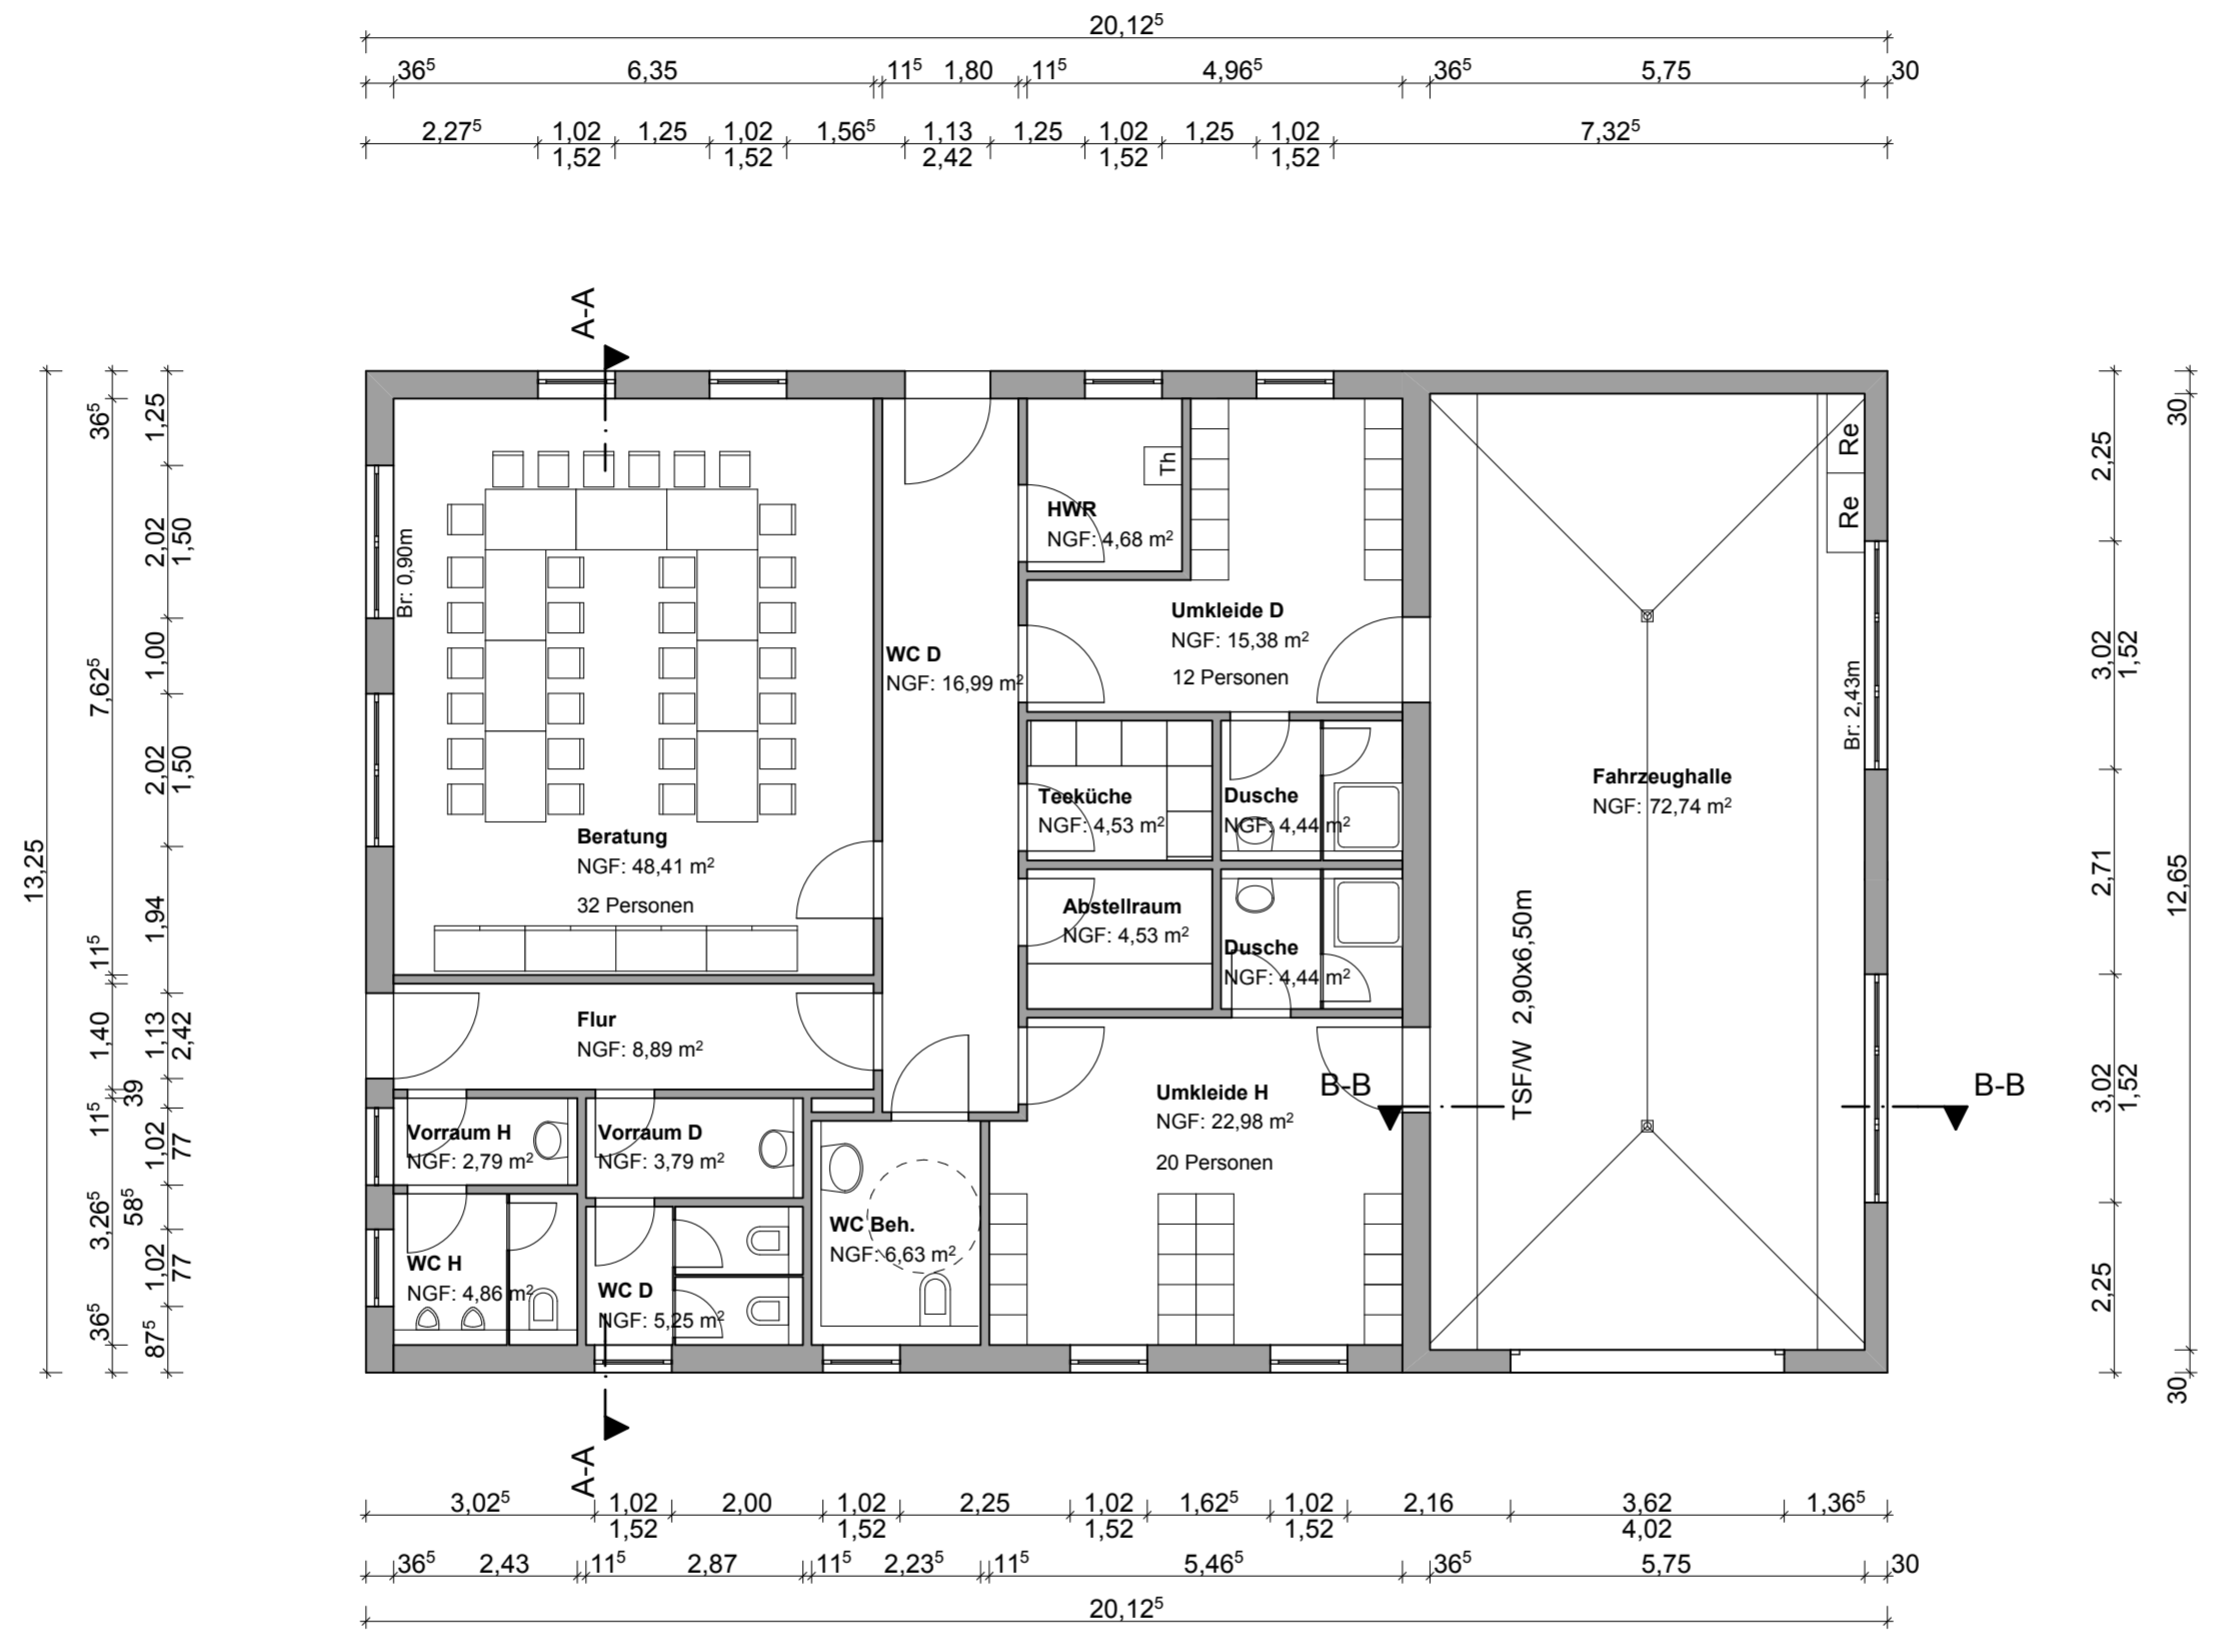 20,12⁵
36⁵ 6,35 11⁵ 1,80 11⁵ 4,96⁵ 36⁵ 5,75 30
2,27⁵ 1,02 1,25 1,02 1,56⁵ 1,13 1,25 1,02 1,25 1,02 7,32⁵
1,52 1,52 2,42 1,52 1,52
A-A
13,25
36⁵
7,62⁵
11⁵
1,40
11⁵
3,26⁵
36⁵
39
58⁵
1,25
2,02
1,50
1,00
2,02
1,50
1,94
1,13
2,42
1,02
77
1,02
77
87⁵
Br: 0,90m
Beratung
NGF: 48,41 m²
32 Personen
WC D
NGF: 16,99 m²
HWR
NGF: 4,68 m²
Th
Umkleide D
NGF: 15,38 m²
12 Personen
Teeküche
NGF: 4,53 m²
Dusche
NGF: 4,44 m²
Abstellraum
NGF: 4,53 m²
Dusche
NGF: 4,44 m²
Re
Re
Br: 2,43m
Fahrzeughalle
NGF: 72,74 m²
TSF/W 2,90x6,50m
Flur
NGF: 8,89 m²
Umkleide H
NGF: 22,98 m²
20 Personen
B-B
B-B
Vorraum H
NGF: 2,79 m²
Vorraum D
NGF: 3,79 m²
WC H
NGF: 4,86 m²
WC D
NGF: 5,25 m²
WC Beh.
NGF: 6,63 m²
2,25
3,02
1,52
2,71
3,02
1,52
2,25
30
12,65
30
A-A
3,02⁵ 1,02 2,00 1,02 2,25 1,02 1,62⁵ 1,02 2,16 3,62 1,36⁵
1,52 1,52 1,52 1,52 4,02
36⁵ 2,43 11⁵ 2,87 11⁵ 2,23⁵ 11⁵ 5,46⁵ 36⁵ 5,75 30
20,12⁵